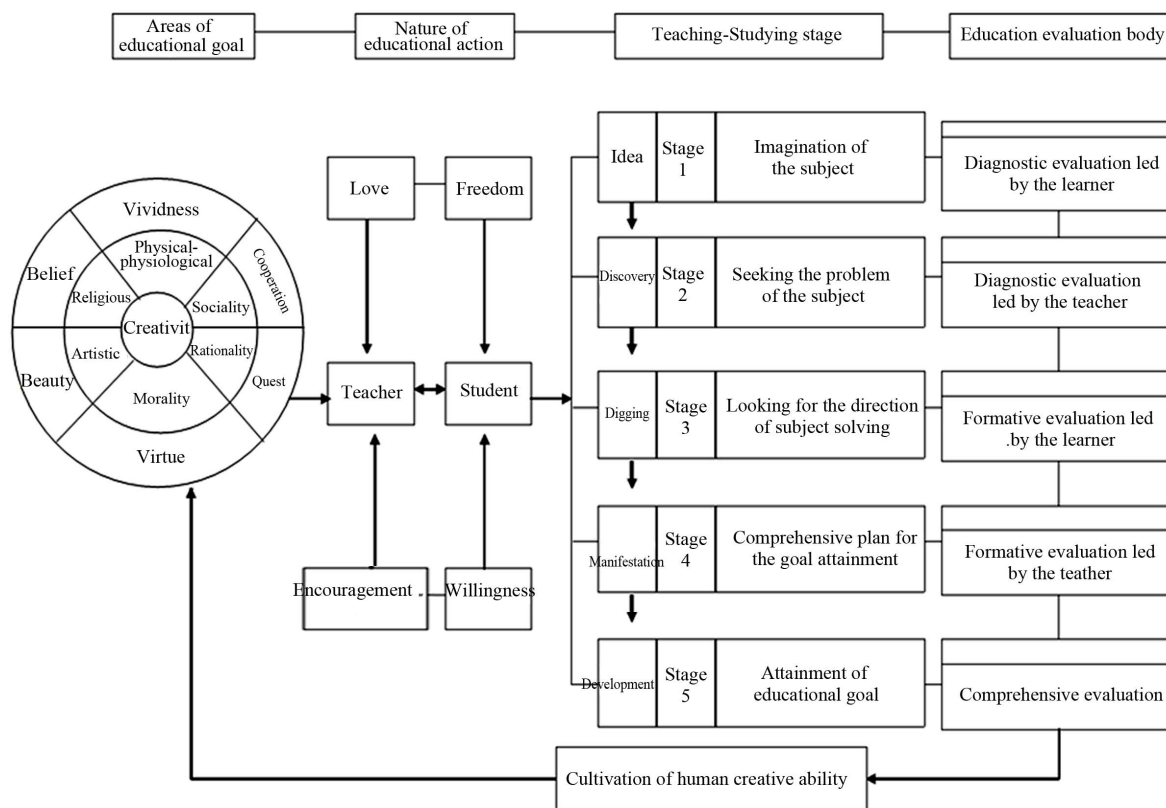 Areas of
educational goal
Nature of
educational action
Teaching-Studying stage
Education evaluation body
Vividness
Cooperation
Quest
Virtue
Beauty
Belief
Physical-
physiological
Sociality
Rationality
Morality
Artistic
Religious
Creativit
Love
Freedom
Teacher
Student
Encouragement
Willingness
Idea
Stage
1
Imagination of
the subject
Diagnostic evaluation led
by the learner
Discovery
Stage
2
Seeking the problem
of the subject
Diagnostic evaluation
led by the teacher
Digging
Stage
3
Looking for the direction
of subject solving
Formative evaluation led
.by the learner
Manifestation
Stage
4
Comprehensive plan for
the goal attainment
Formative evaluation led
by the teather
Development
Stage
5
Attainment of
educational goal
Comprehensive evaluation
Cultivation of human creative ability